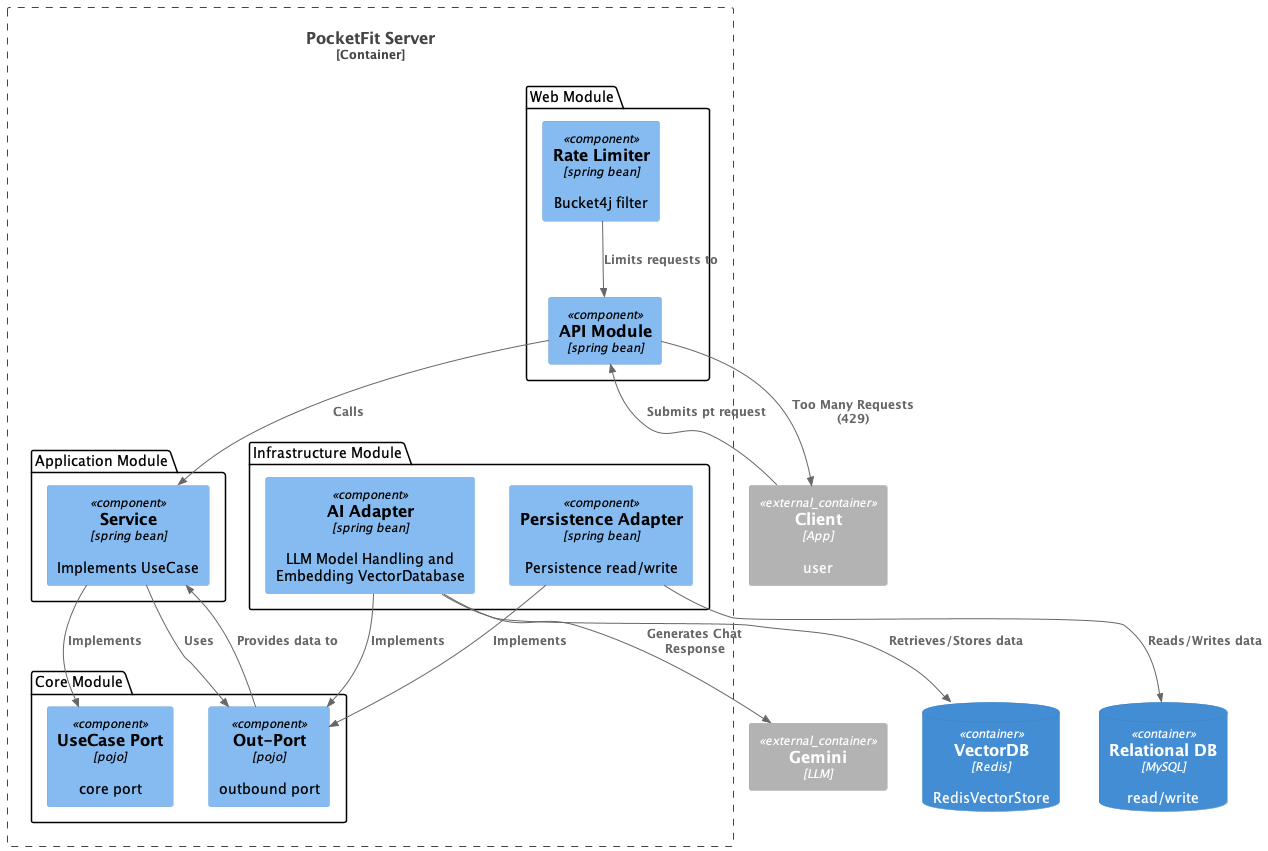 PocketFit Server
[Container]
Web Module
«component»
Rate Limiter
[spring bean]
Bucket4j filter
Limits requests to
«component»
API Module
[spring bean]
Calls
Submits pt request
Too Many Requests
(429)
Application Module
«component»
Service
[spring bean]
Implements UseCase
Infrastructure Module
«component»
AI Adapter
[spring bean]
LLM Model Handling and
Embedding VectorDatabase
«component»
Persistence Adapter
[spring bean]
Persistence read/write
«external_container»
Client
[App]
user
Implements
Uses
Provides data to
Implements
Implements
Generates Chat
Response
Retrieves/Stores data
Reads/Writes data
Core Module
«component»
UseCase Port
[pojo]
core port
«component»
Out-Port
[pojo]
outbound port
«external_container»
Gemini
[LLM]
«container»
VectorDB
[Redis]
RedisVectorStore
«container»
Relational DB
[MySQL]
read/write